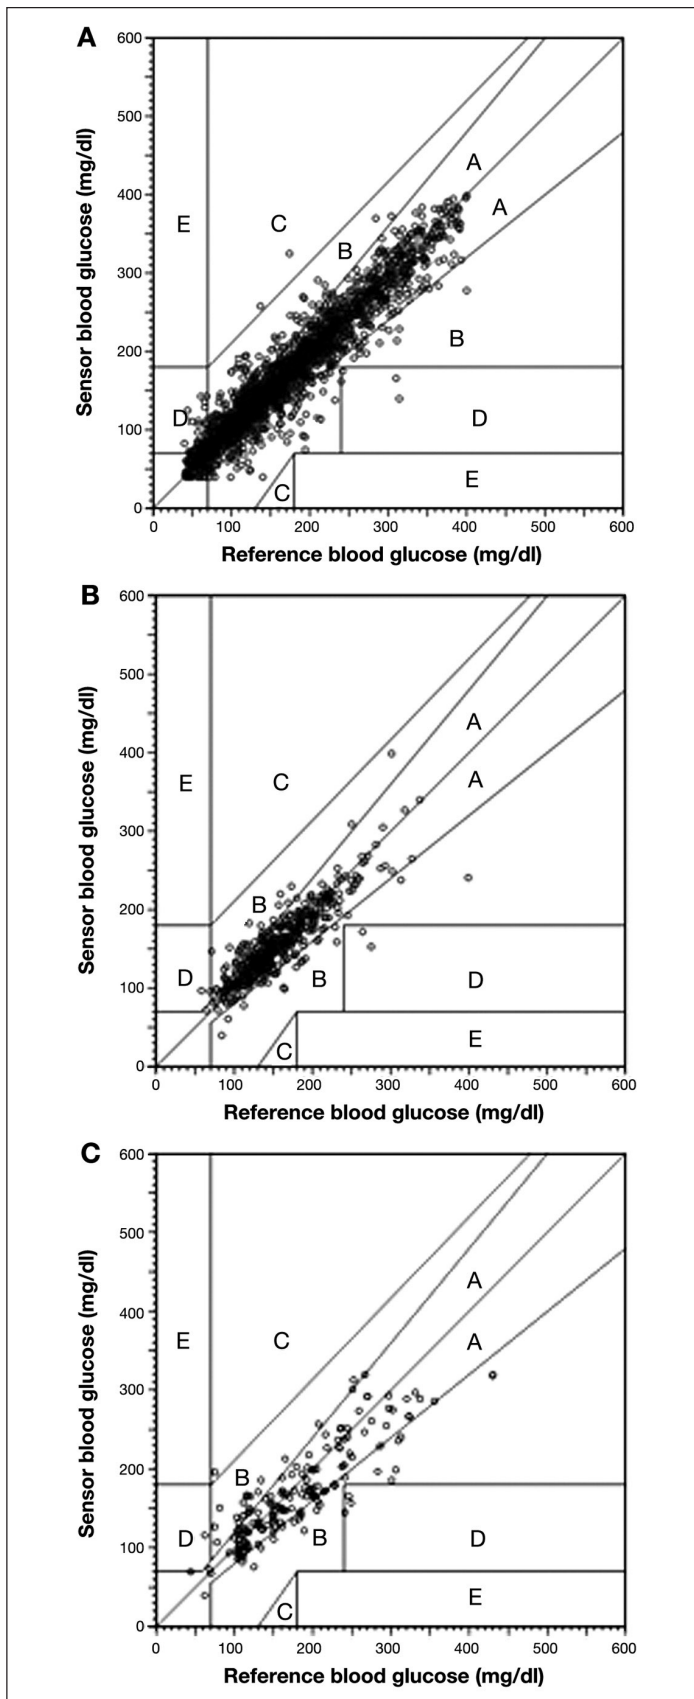 A
600
500
A
400
A
E
C
B
300
B
200
D
D
100
E
C
0
0 100 200 300 400 500 600
Sensor blood glucose (mg/dl)
Reference blood glucose (mg/dl)
B
600
500
A
400
A
E
C
300
B
200
D
B
D
100
E
C
0
0 100 200 300 400 500 600
Sensor blood glucose (mg/dl)
Reference blood glucose (mg/dl)
C
600
500
A
400
A
E
C
300
B
200
D
B
D
100
E
C
0
0 100 200 300 400 500 600
Sensor blood glucose (mg/dl)
Reference blood glucose (mg/dl)